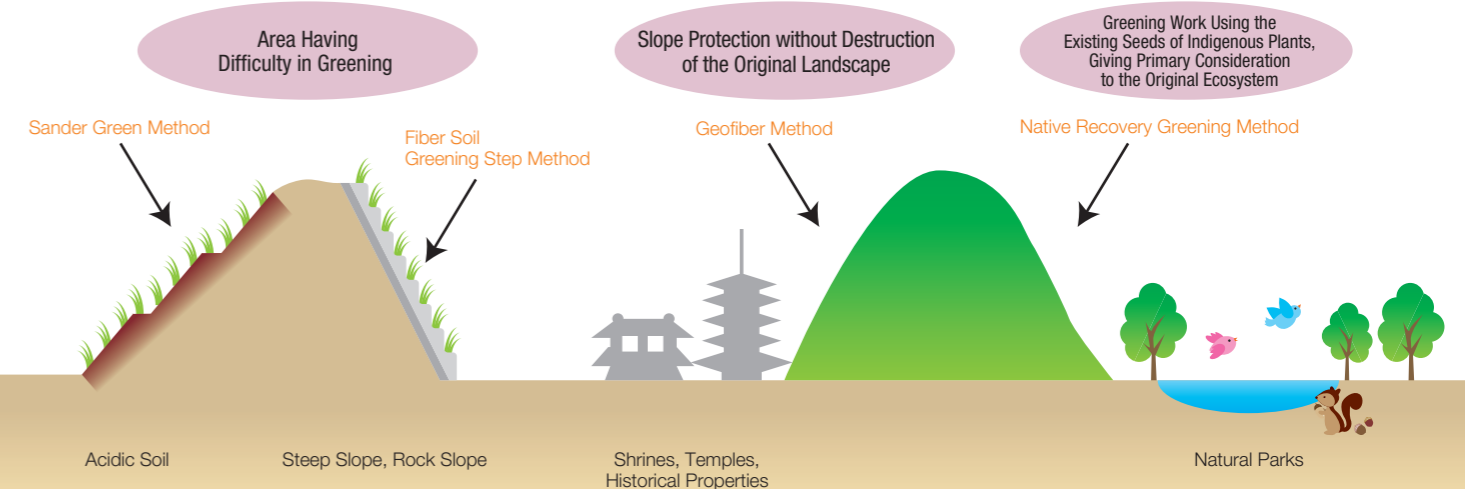 Area Having
Difficulty in Greening
Slope Protection without Destruction
of the Original Landscape
Greening Work Using the
Existing Seeds of Indigenous Plants,
Giving Primary Consideration
to the Original Ecosystem
Sander Green Method
Fiber Soil
Greening Step Method
Geofiber Method
Native Recovery Greening Method
Acidic Soil
Steep Slope, Rock Slope
Shrines, Temples,
Historical Properties
Natural Parks